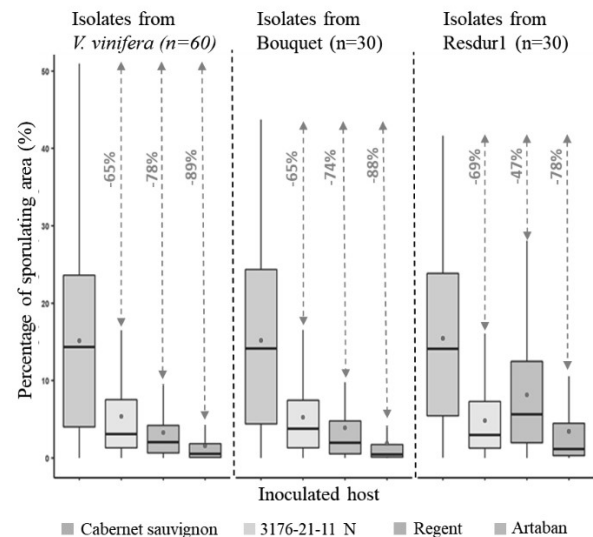 Isolates from
V. vinifera (n=60)
Isolates from
Bouquet (n=30)
Isolates from
Resdur1 (n=30)
Percentage of sporulating area (%)
50
40
30
20
10
0
-65%
-78%
-89%
-65%
-74%
-88%
-69%
-47%
-78%
Inoculated host
Cabernet sauvignon
3176-21-11 N
Regent
Artaban